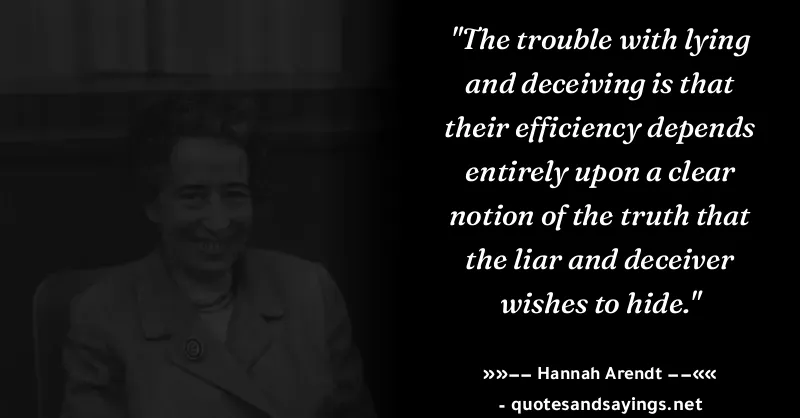 "The trouble with lying
and deceiving is that
their efficiency depends
entirely upon a clear
notion of the truth that
the liar and deceiver
wishes to hide."
»»–– Hannah Arendt ––««
- quotesandsayings.net